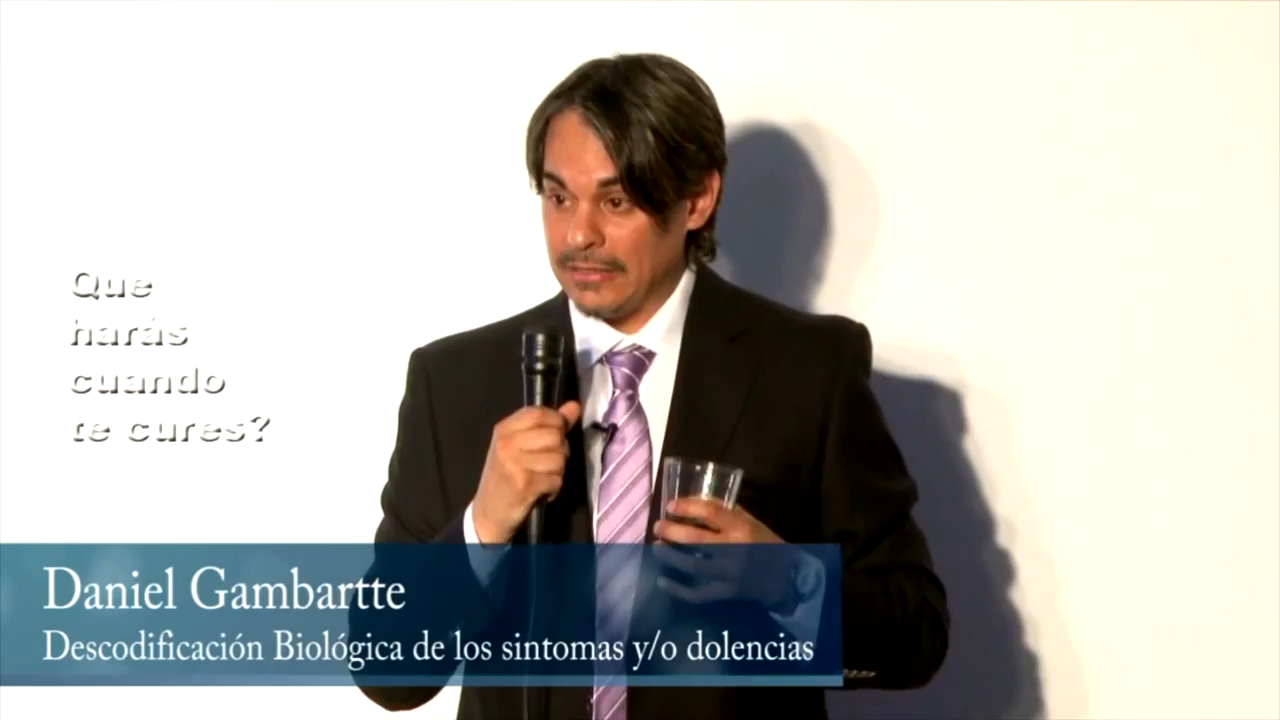 Que
harás
cuando
te cures?
Daniel Gambartte
Descodificación Biológica de los sintomas y/o dolencias